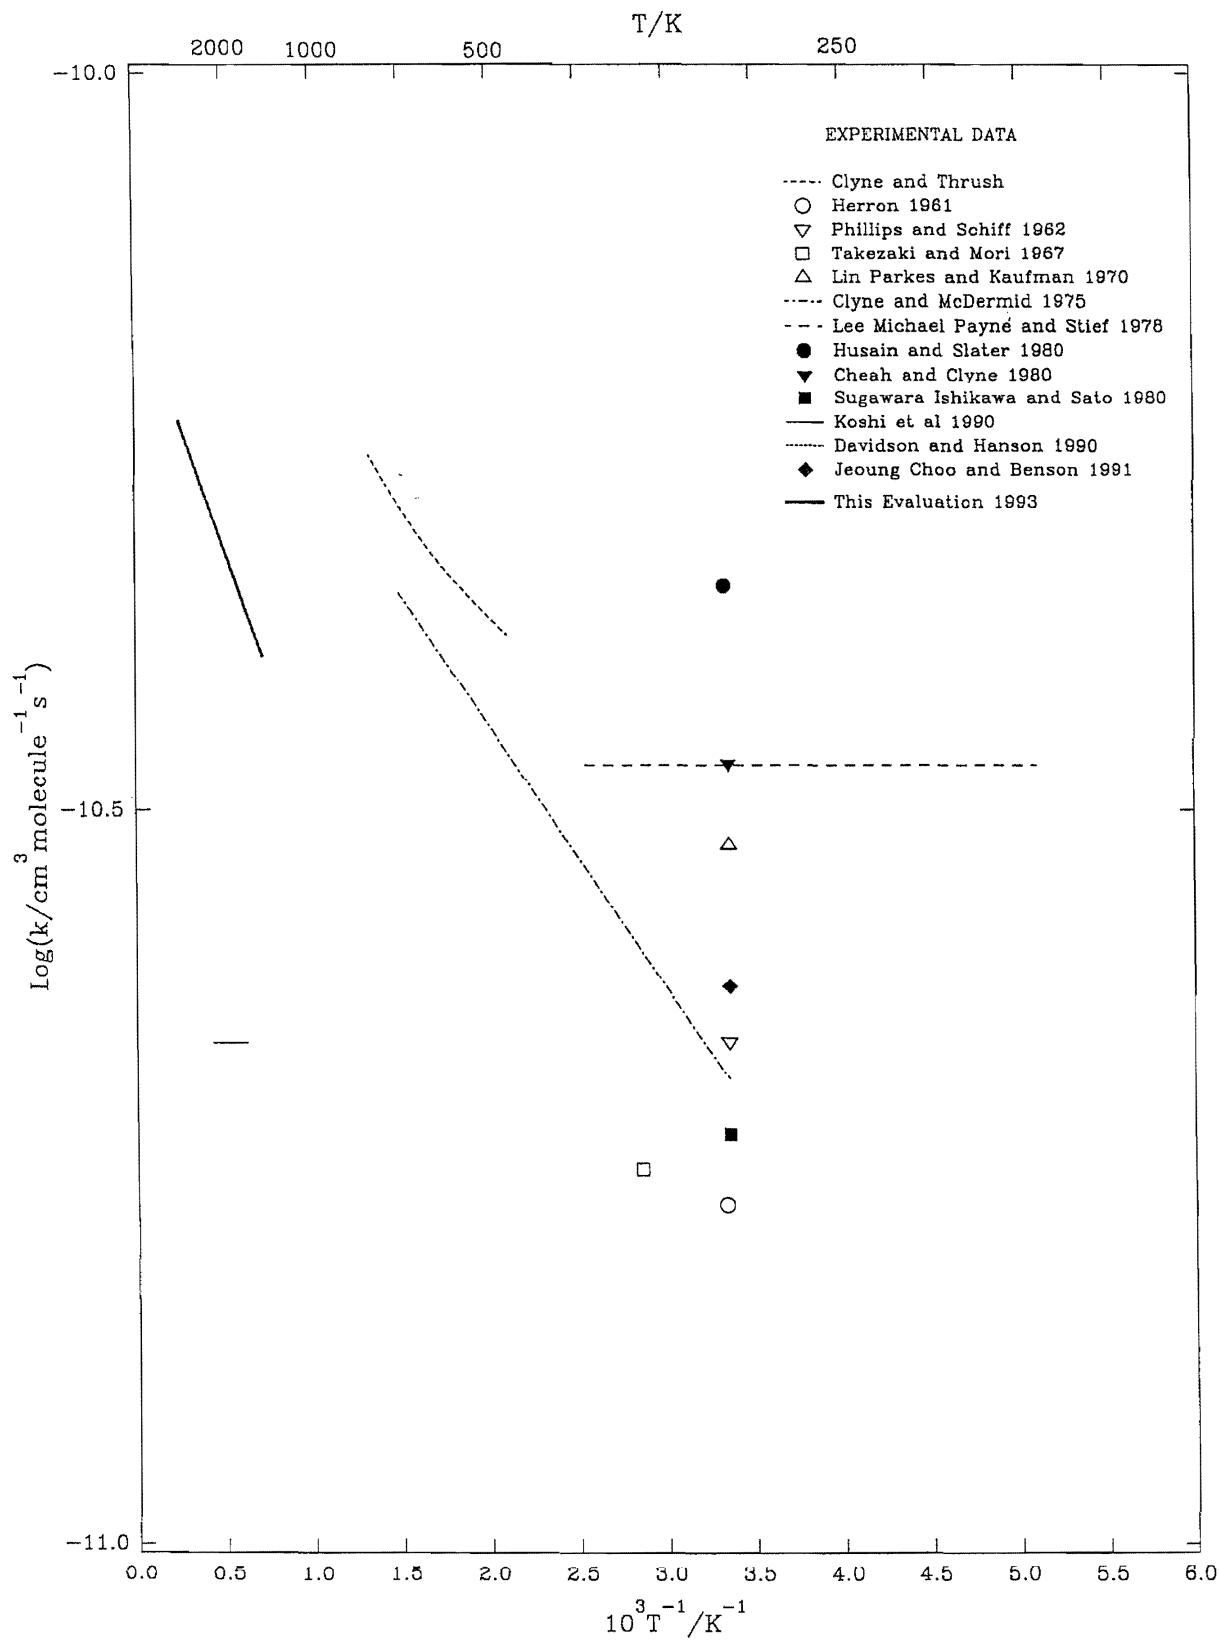 T/K
2000 1000 500 250
-10.0
EXPERIMENTAL DATA
Clyne and Thrush
Herron 1961
Phillips and Schiff 1962
Takezaki and Mori 1967
Lin Parkes and Kaufman 1970
Clyne and McDermid 1975
Lee Michael Payne and Stief 1978
Husain and Slater 1980
Cheah and Clyne 1980
Sugawara Ishikawa and Sato 1980
Koshi et al 1990
Davidson and Hanson 1990
Jeoung Choo and Benson 1991
This Evaluation 1993
Log(k/cm³ molecule⁻¹ s⁻¹)
-10.5
-11.0
0.0 0.5 1.0 1.5 2.0 2.5 3.0 3.5 4.0 4.5 5.0 5.5 6.0
10³T⁻¹/K⁻¹